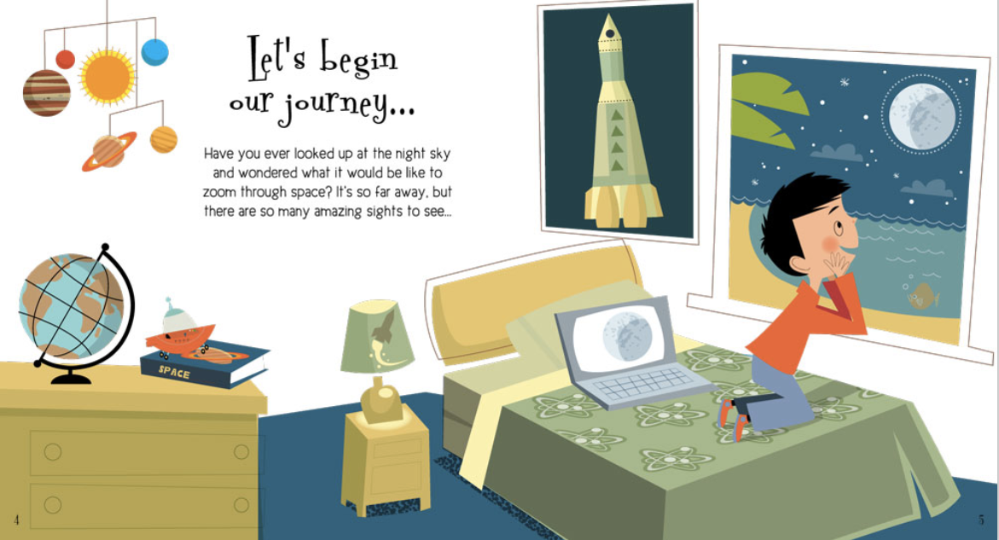 Let's begin
our journey...
Have you ever looked up at the night sky
and wondered what it would be like to
zoom through space? It's so far away, but
there are so many amazing sights to see...
SPACE
4
5